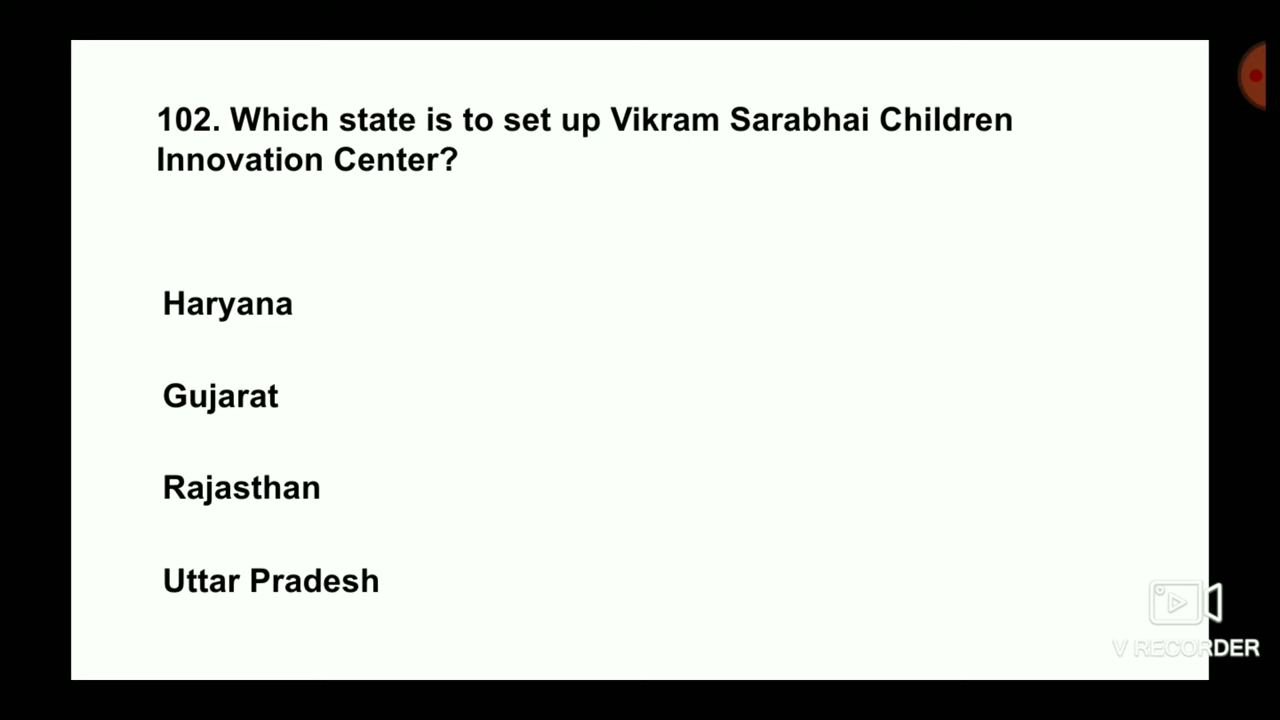 102. Which state is to set up Vikram Sarabhai Children
Innovation Center?
Haryana
Gujarat
Rajasthan
Uttar Pradesh
V RECORDER